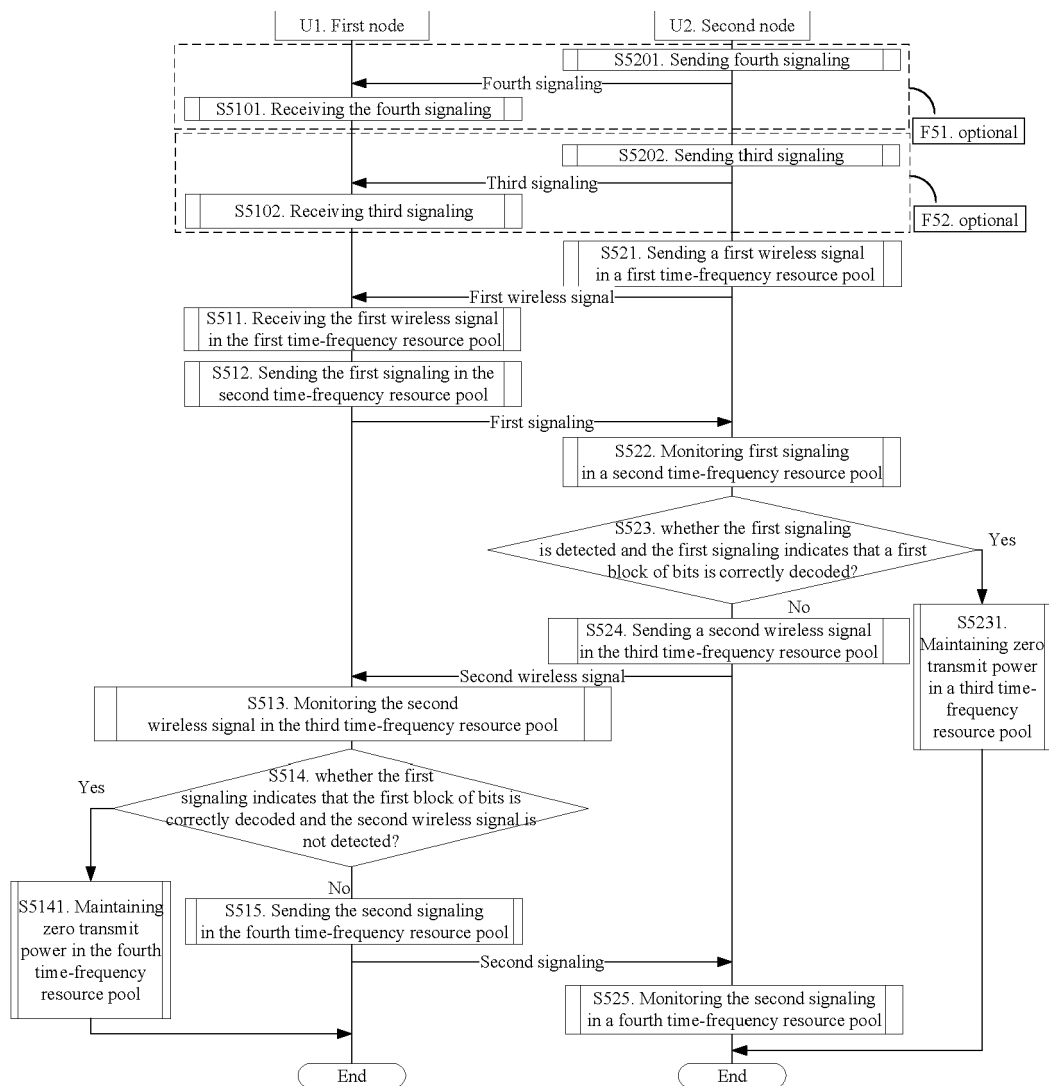 U1. First node
U2. Second node
S5201. Sending fourth signaling
Fourth signaling
S5101. Receiving the fourth signaling
F51. optional
S5202. Sending third signaling
Third signaling
S5102. Receiving third signaling
F52. optional
S521. Sending a first wireless signal
in a first time-frequency resource pool
First wireless signal
S511. Receiving the first wireless signal
in the first time-frequency resource pool
S512. Sending the first signaling in the
second time-frequency resource pool
First signaling
S522. Monitoring first signaling
in a second time-frequency resource pool
S523. whether the first signaling
is detected and the first signaling indicates that a first
block of bits is correctly decoded?
Yes
No
S5231.
Maintaining zero
transmit power
in a third time-
frequency
resource pool
S524. Sending a second wireless signal
in the third time-frequency resource pool
Second wireless signal
S513. Monitoring the second
wireless signal in the third time-frequency resource pool
S514. whether the first
signaling indicates that the first block of bits is
correctly decoded and the second wireless signal is
not detected?
Yes
No
S5141. Maintaining
zero transmit
power in the fourth
time-frequency
resource pool
S515. Sending the second signaling
in the fourth time-frequency resource pool
Second signaling
S525. Monitoring the second signaling
in a fourth time-frequency resource pool
End
End